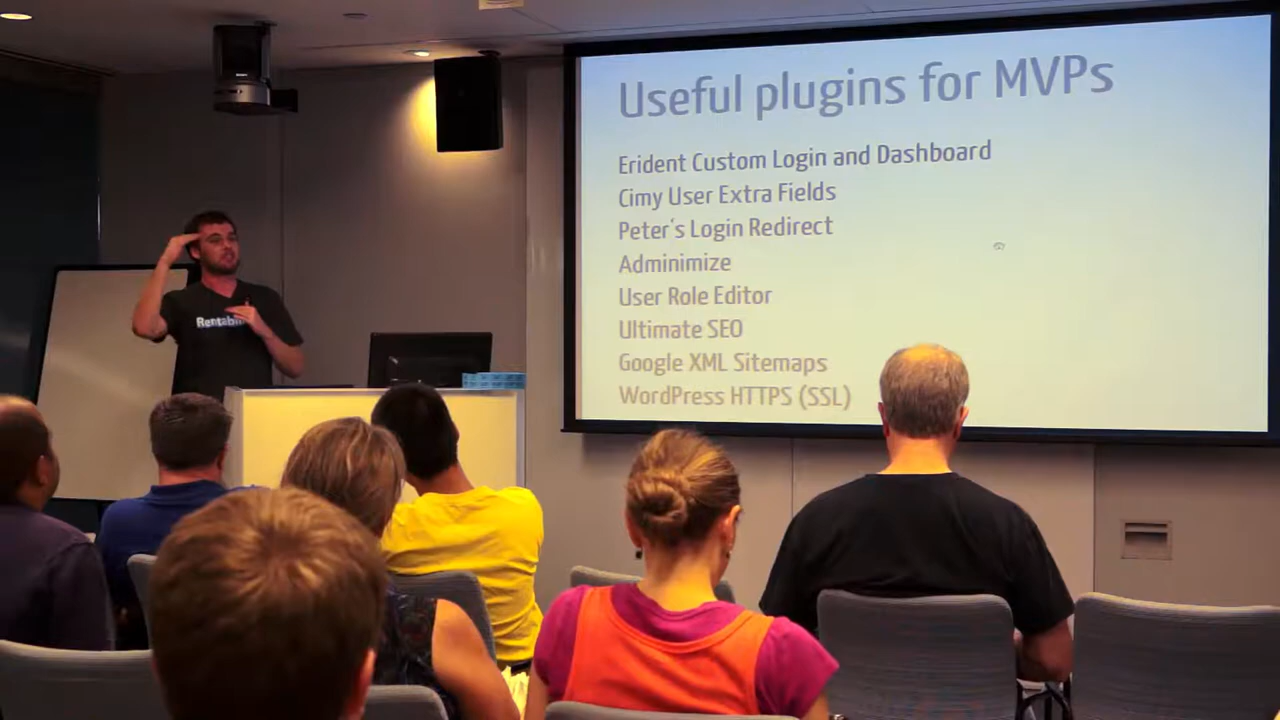 Useful plugins for MVPs
Erident Custom Login and Dashboard
Cimy User Extra Fields
Peter's Login Redirect
Adminimize
User Role Editor
Ultimate SEO
Google XML Sitemaps
WordPress HTTPS (SSL)